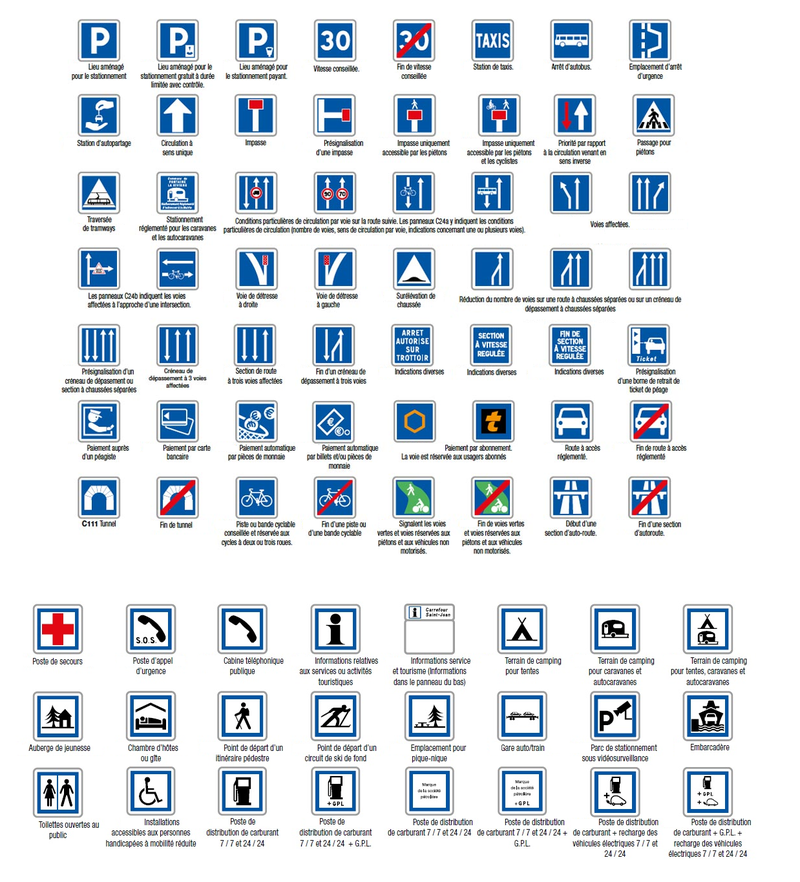 P
P
P
30
30
TAXIS
Lieu aménagé
pour le stationnement
Lieu aménagé pour le
stationnement gratuit à durée
limitée avec contrôle.
Lieu aménagé pour
le stationnement payant.
Vitesse conseillée.
Fin de vitesse
conseillée
Station de taxis.
Arrêt d'autobus.
Emplacement d'arrêt
d'urgence
Station d'autopartage
Circulation à
sens unique
Impasse
Présignalisation
d'une impasse
Impasse uniquement
accessible par les piétons
Impasse uniquement
accessible par les piétons
et les cyclistes
Priorité par rapport
à la circulation venant en
sens inverse
Passage pour
piétons
Traversée
de tramways
Stationnement
réglementé pour les caravanes
et les autocaravanes
Conditions particulières de circulation par voie sur la route suivie. Les panneaux C24a y indiquent les conditions
particulières de circulation (nombre de voies, sens de circulation par voie, indications concernant une ou plusieurs voies).
Voies affectées.
Les panneaux C24b indiquent les voies
affectées à l'approche d'une intersection.
Voie de détresse
à droite
Voie de détresse
à gauche
Surélévation de
chaussée
Réduction du nombre de voies sur une route à chaussées séparées ou sur un créneau de
dépassement à chaussées séparées
ARRET
AUTORISE
SUR
TROTTOIR
SECTION
À VITESSE
REGULÉE
FIN DE
SECTION
À VITESSE
REGULÉE
Ticket
Présignalisation d'un
créneau de dépasement ou
section à chaussées séparées
Créneau de
dépassement à 3 voies
affectées
Section de route
à trois voies affectées
Fin d'un créneau de
dépassement à trois voies
Indications diverses
Indications diverses
Indications diverses
Présignalisation
d'une borne de retrait de
ticket de péage
Paiement auprès
d'un péagiste
Paiement par carte
bancaire
Paiement automatique
par pièces de monnaie
Paiement automatique
par billets et/ou pièces de
monnaie
Paiement par abonnement.
La voie est réservée aux usagers abonnés
Route à accès
réglementé.
Fin de route à accès
réglementé
C111 Tunnel
Fin de tunnel
Piste ou bande cyclable
conseillée et réservée aux
cycles à deux ou trois roues.
Fin d'une piste ou
d'une bande cyclable
Signalent les voies
vertes et voies réservées aux
piétons et aux véhicules non
motorisés.
Fin de voies vertes
et voies réservées aux
piétons et aux véhicules
non motorisés.
Début d'une
section d'auto-route.
Fin d'une section
d'autoroute.
S.O.S.
Carrefour
Saint-Jean
Poste de secours
Poste d'appel
d'urgence
Cabine téléphonique
publique
Informations relatives
aux services ou activités
touristiques
Informations service
et tourisme (Informations
dans le panneau du bas)
Terrain de camping
pour tentes
Terrain de camping
pour caravanes et
autocaravanes
Terrain de camping
pour tentes, caravanes et
autocaravanes
P
Auberge de jeunesse
Chambre d'hôtes
ou gîte
Point de départ d'un
itinéraire pédestre
Point de départ d'un
circuit de ski de fond
Emplacement pour
pique-nique
Gare auto/train
Parc de stationnement
sous vidéosurveillance
Embarcadère
+ GPL
Marque
de la société
pétrolière
Marque
de la société
pétrolière
+ GPL
+ GPL
Toilettes ouvertes au
public
Installations
accessibles aux personnes
handicapées à mobilité réduite
Poste de
distribution de carburant
7 / 7 et 24 / 24
Poste de
distribution de carburant
7 / 7 et 24 / 24 + G.P.L.
Poste de distribution
de carburant 7 / 7 et 24 / 24
Poste de distribution
de carburant 7 / 7 et 24 / 24 +
G.P.L.
Poste de distribution
de carburant + recharge des
véhicules électriques 7 / 7 et
24 / 24
Poste de distribution
de carburant + G.P.L. +
recharge des véhicules
électriques 7 / 7 et 24 / 24